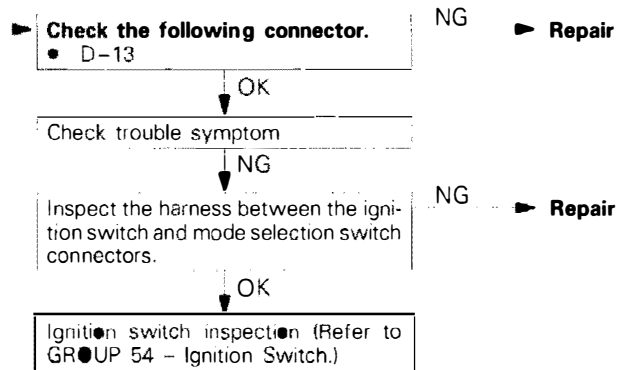 Check the following connector.
NG
Repair
● D-13
OK
Check trouble symptom
NG
Inspect the harness between the igni-
tion switch and mode selection switch
connectors.
NG
Repair
OK
Ignition switch inspection (Refer to
GROUP 54 – Ignition Switch.)